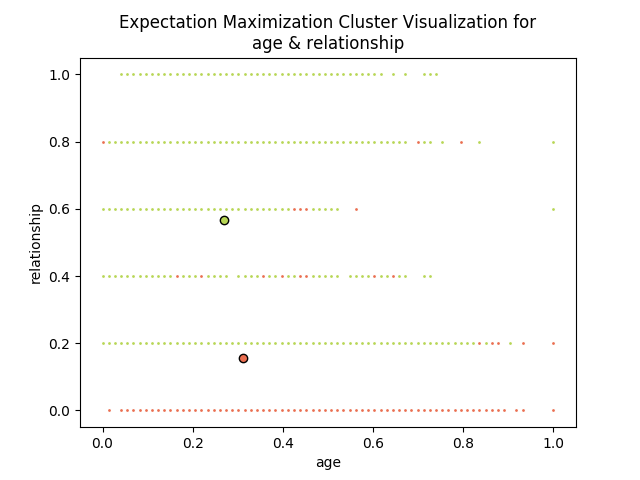 Expectation Maximization Cluster Visualization for
age & relationship
1.0
0.8
0.6
0.4
0.2
0.0
relationship
0.0 0.2 0.4 0.6 0.8 1.0
age